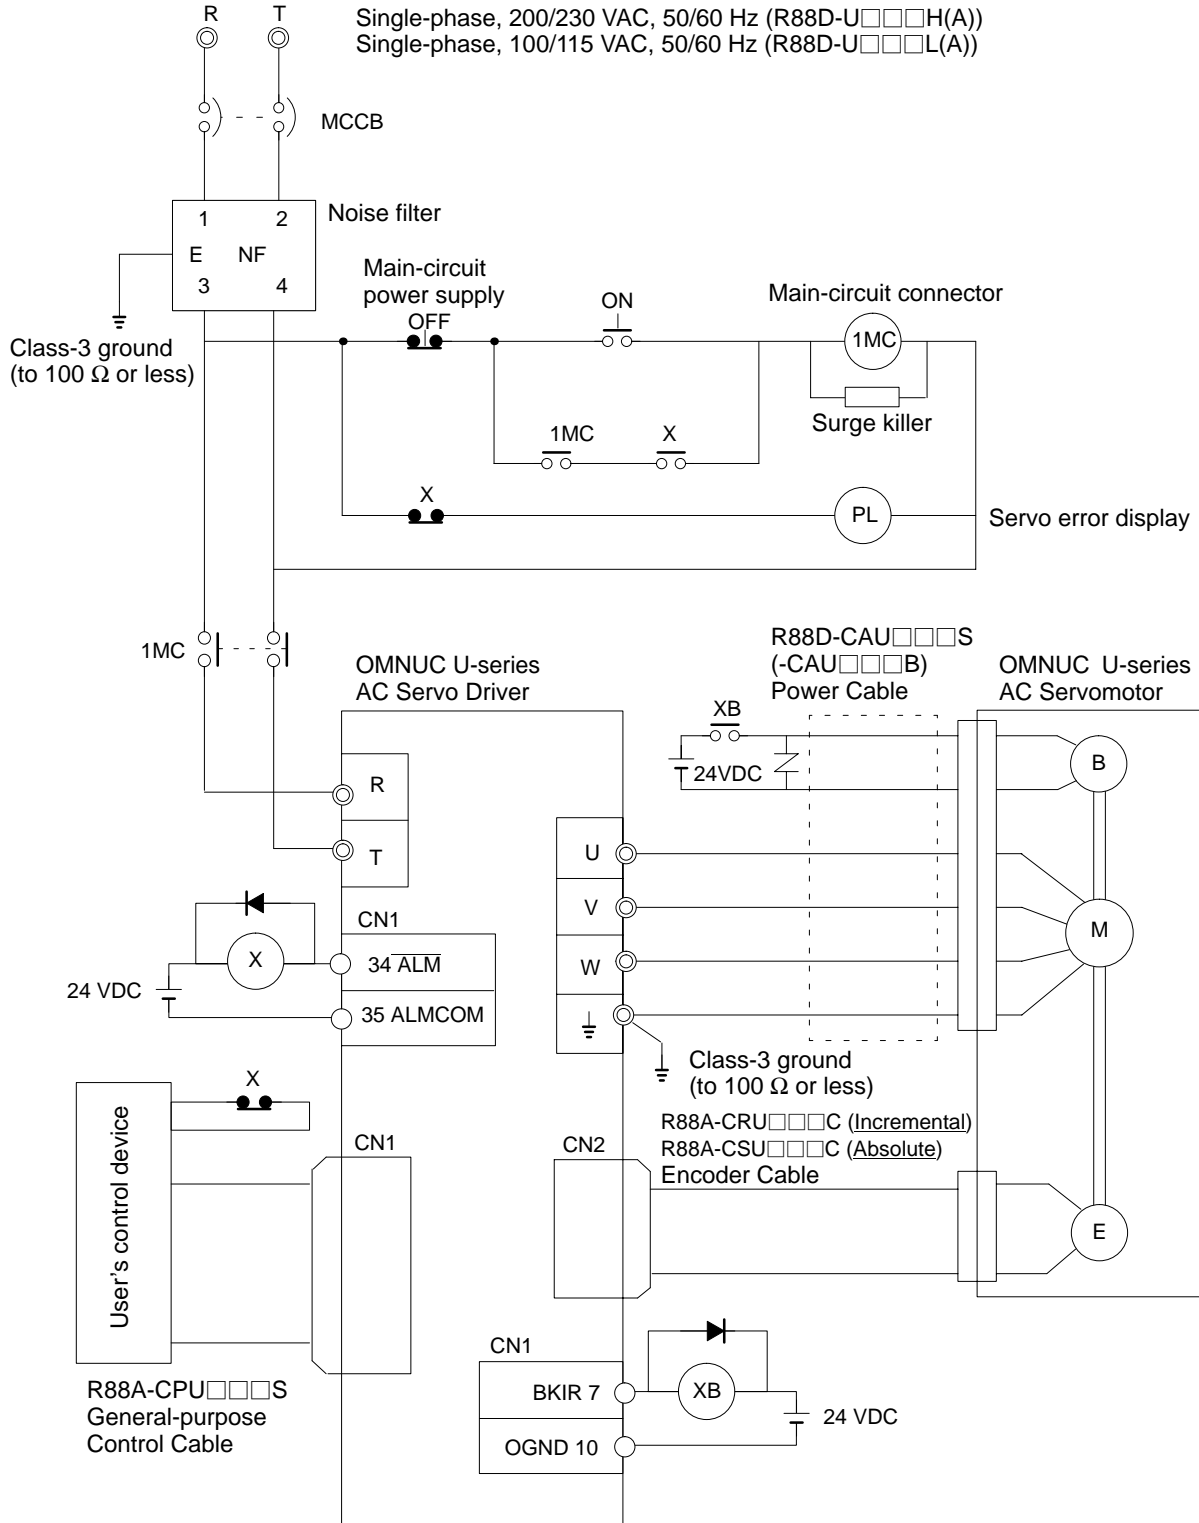 R T
Single-phase, 200/230 VAC, 50/60 Hz (R88D-U□□□H(A))
Single-phase, 100/115 VAC, 50/60 Hz (R88D-U□□□L(A))
MCCB
Noise filter
1 2
E NF
3 4
Class-3 ground
(to 100 Ω or less)
Main-circuit
power supply
OFF
ON
Main-circuit connector
1MC
Surge killer
1MC X
X
PL
Servo error display
1MC
OMNUC U-series
AC Servo Driver
R88D-CAU□□□S
(-CAU□□□B)
Power Cable
OMNUC U-series
AC Servomotor
XB
24VDC
B
R
T
U
V
W
M
CN1
X
34 A̅L̅M̅
24 VDC
35 ALMCOM
Class-3 ground
(to 100 Ω or less)
X
User's control device
CN1
CN2
R88A-CRU□□□C (Incremental)
R88A-CSU□□□C (Absolute)
Encoder Cable
E
CN1
BKIR 7
XB
24 VDC
OGND 10
R88A-CPU□□□S
General-purpose
Control Cable